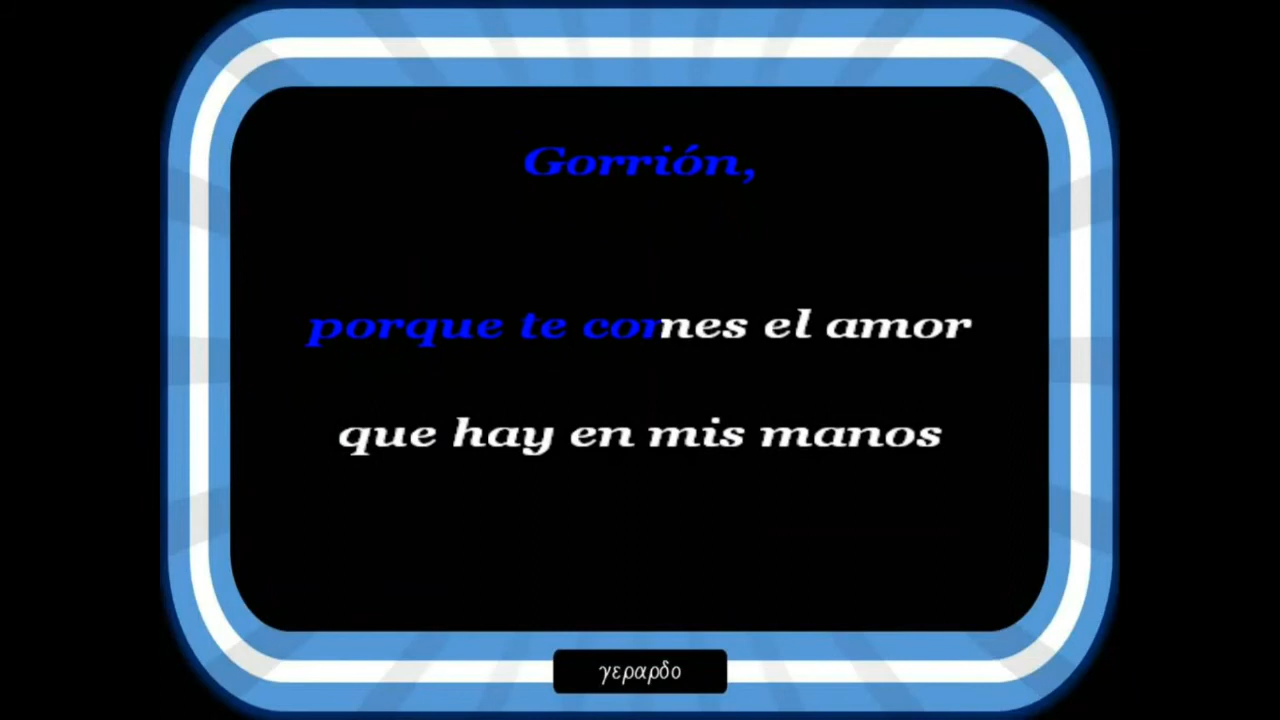 Gorrión,
porque te comes el amor
que hay en mis manos
γεραρδο